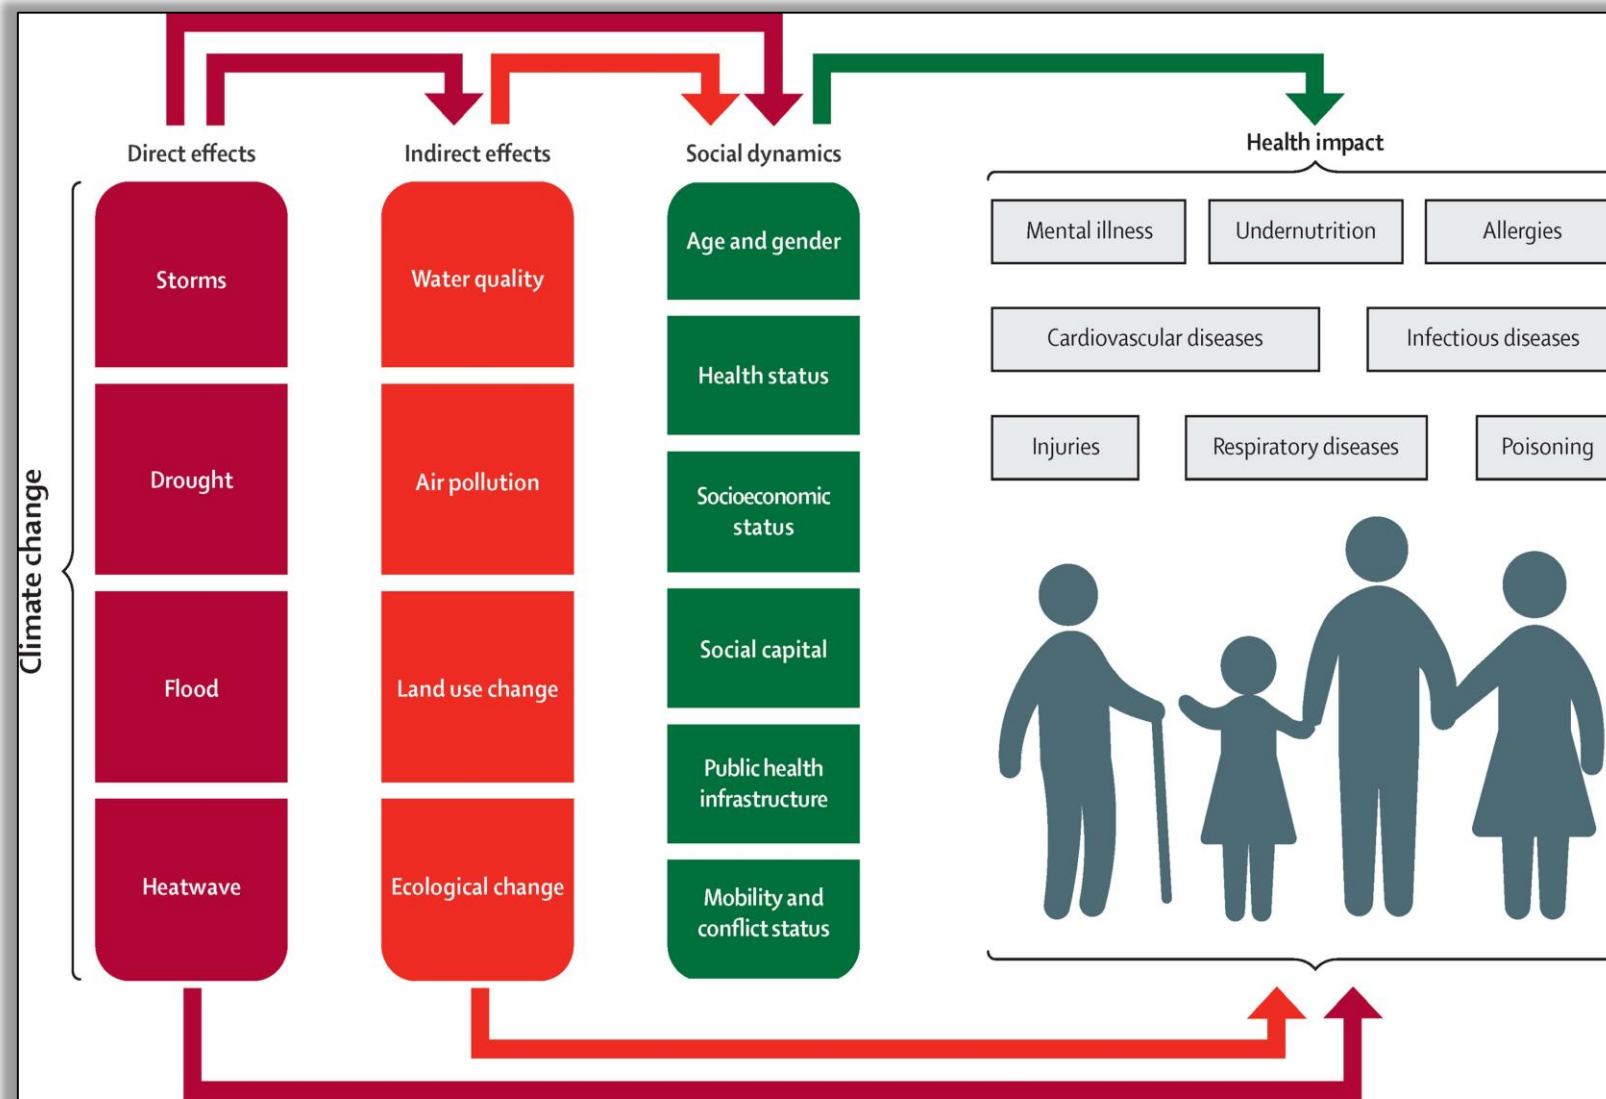 Direct effects
Indirect effects
Social dynamics
Health impact
Climate change
Storms
Drought
Flood
Heatwave
Water quality
Air pollution
Land use change
Ecological change
Age and gender
Health status
Socioeconomic
status
Social capital
Public health
infrastructure
Mobility and
conflict status
Mental illness
Undernutrition
Allergies
Cardiovascular diseases
Infectious diseases
Injuries
Respiratory diseases
Poisoning